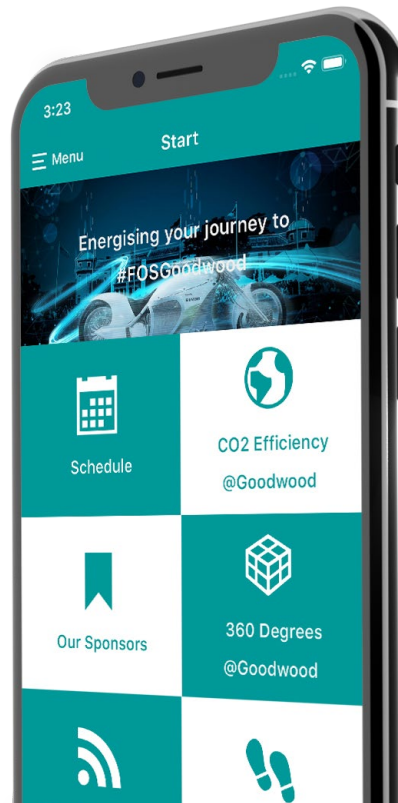 3:23
Menu
Start
Energising your journey to
#FOSGoodwood
Schedule
CO2 Efficiency
@Goodwood
Our Sponsors
360 Degrees
@Goodwood